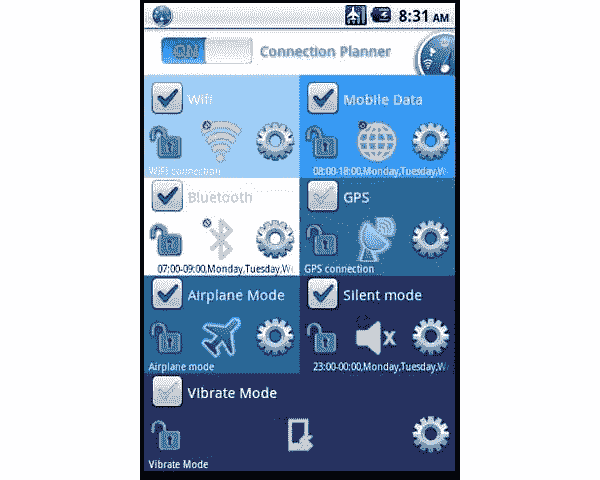 8:31 AM
ON Connection Planner
Wifi
Mobile Data
WiFi connection
08:00-18:00,Monday,Tuesday,W
Bluetooth
GPS
07:00-09:00,Monday,Tuesday,W
GPS connection
Airplane Mode
Silent mode
Airplane mode
23:00-00:00,Monday,Tuesday,W
Vibrate Mode
Vibrate Mode